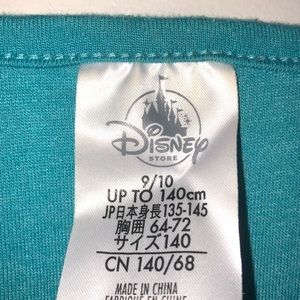 Disney
STORE
9/10
UP TO 140cm
JP日本身長135-145
胸囲 64-72
サイズ140
CN 140/68
MADE IN CHINA
FABRIQUÉ EN CHINE